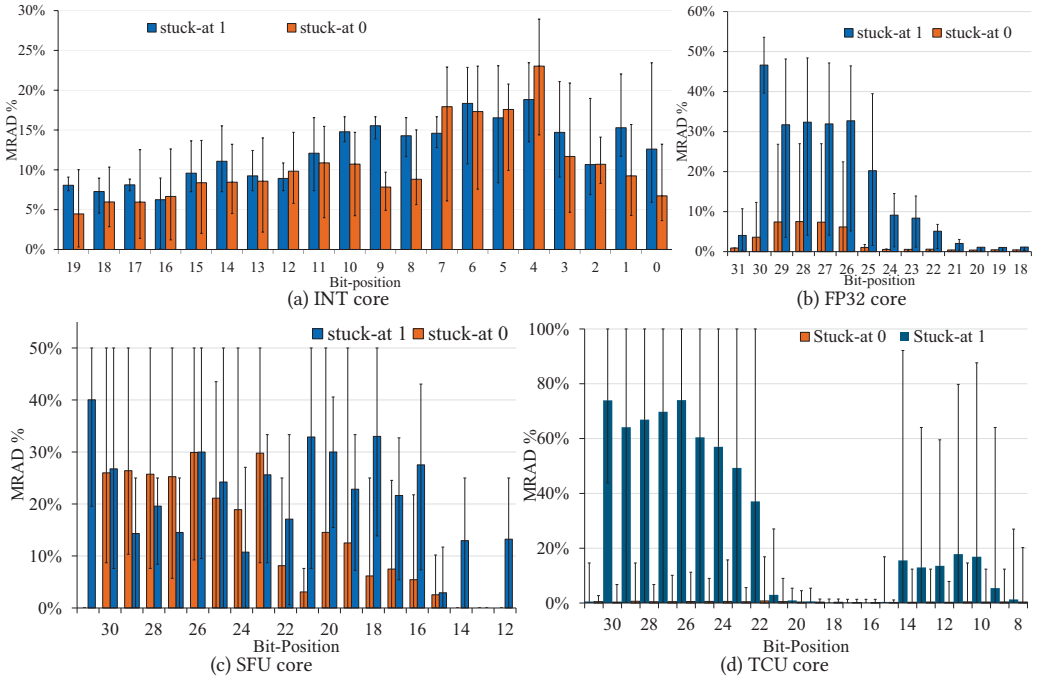 stuck-at 1 stuck-at 0
MRAD %
30%
25%
20%
15%
10%
5%
0%
19 18 17 16 15 14 13 12 11 10 9 8 7 6 5 4 3 2 1 0
Bit-position
(a) INT core
stuck-at 1 stuck-at 0
MRAD %
60%
50%
40%
30%
20%
10%
0%
31 30 29 28 27 26 25 24 23 22 21 20 19 18
Bit-position
(b) FP32 core
stuck-at 1 stuck-at 0
MRAD %
50%
40%
30%
20%
10%
0%
30 28 26 24 22 20 18 16 14 12
Bit-Position
(c) SFU core
Stuck-at 0 Stuck-at 1
MRAD %
100%
80%
60%
40%
20%
0%
30 28 26 24 22 20 18 16 14 12 10 8
Bit-Position
(d) TCU core